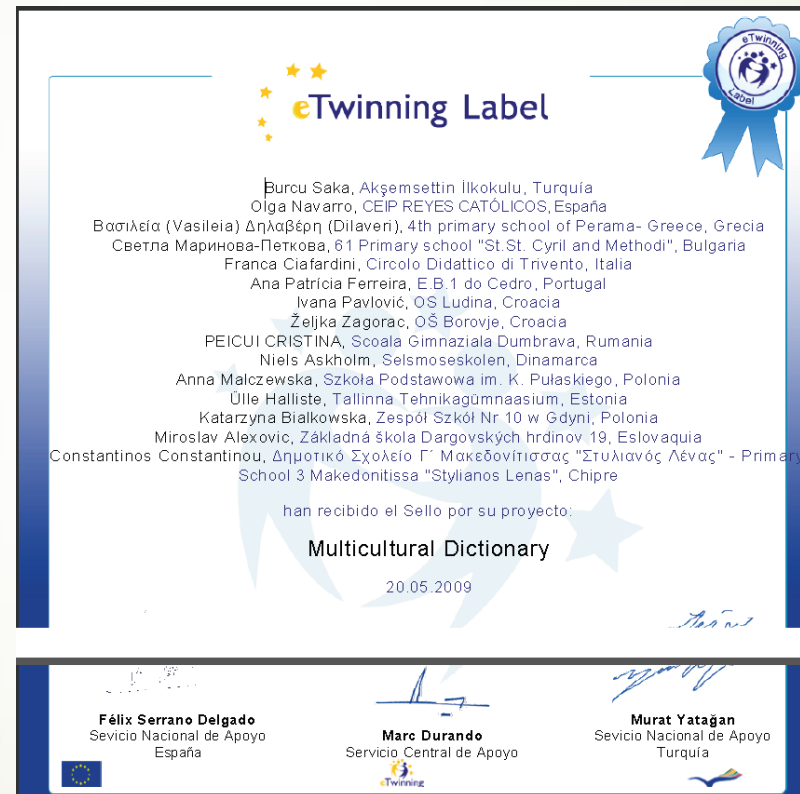 eTwinning Label
eTwinning
Label
Burcu Saka, Akşemsettin İlkokulu, Turquía
Olga Navarro, CEIP REYES CATÓLICOS, España
Βασιλεία (Vasileia) Δηλαβέρη (Dilaveri), 4th primary school of Perama- Greece, Grecia
Светла Маринова-Петкова, 61 Primary school "St.St. Cyril and Methodi", Bulgaria
Franca Ciafardini, Circolo Didattico di Trivento, Italia
Ana Patrícia Ferreira, E.B.1 do Cedro, Portugal
Ivana Pavlović, OS Ludina, Croacia
Željka Zagorac, OŠ Borovje, Croacia
PEICUI CRISTINA, Scoala Gimnaziala Dumbrava, Rumania
Niels Askholm, Selsmoseskolen, Dinamarca
Anna Malczewska, Szkoła Podstawowa im. K. Pułaskiego, Polonia
Ülle Halliste, Tallinna Tehnikagümnaasium, Estonia
Katarzyna Bialkowska, Zespół Szkół Nr 10 w Gdyni, Polonia
Miroslav Alexovic, Základná škola Dargovských hrdinov 19, Eslovaquia
Constantinos Constantinou, Δημοτικό Σχολείο Γ΄ Μακεδονίτισσας "Στυλιανός Λένας" - Primary
School 3 Makedonitissa "Stylianos Lenas", Chipre
han recibido el Sello por su proyecto:
Multicultural Dictionary
20.05.2009
Félix Serrano Delgado
Sevicio Nacional de Apoyo
España
Marc Durando
Servicio Central de Apoyo
eTwinning
Murat Yatağan
Sevicio Nacional de Apoyo
Turquía